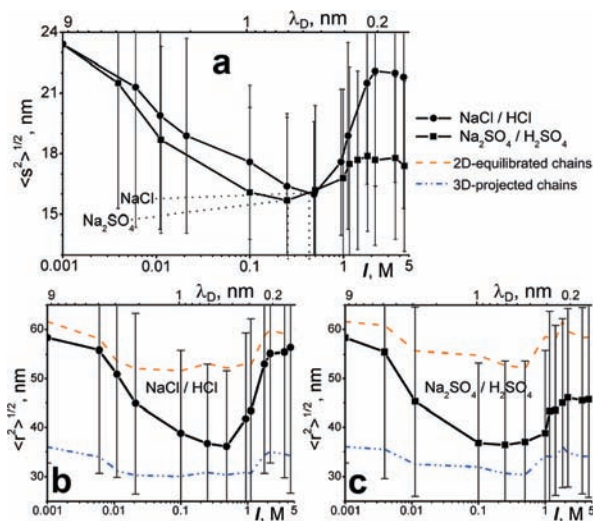 9 1 λD, nm 0.2
24
21
18
15
<s²>^1/2, nm
a
NaCl
Na₂SO₄
0.001 0.01 0.1 1 5
I, M
NaCl / HCl
Na₂SO₄ / H₂SO₄
2D-equilibrated chains
3D-projected chains
9 1 λD, nm 0.2
60
50
40
30
<r²>^1/2, nm
NaCl / HCl
b
0.001 0.01 0.1 1 5
I, M
9 1 λD, nm 0.2
60
50
40
30
<r²>^1/2, nm
Na₂SO₄ / H₂SO₄
c
0.001 0.01 0.1 1 5
I, M